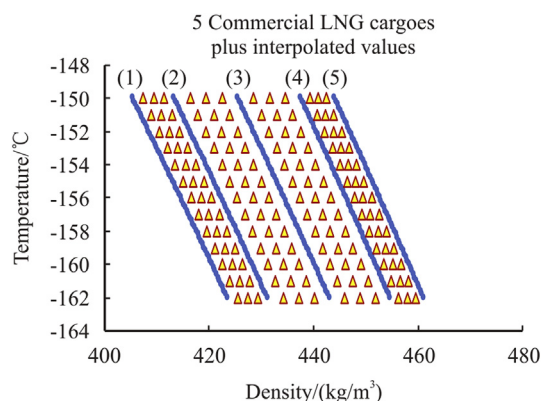 5 Commercial LNG cargoes
plus interpolated values
-148
(1) (2) (3) (4) (5)
-150
-152
-154
-156
-158
-160
-162
-164
400 420 440 460 480
Temperature/℃
Density/(kg/m³)